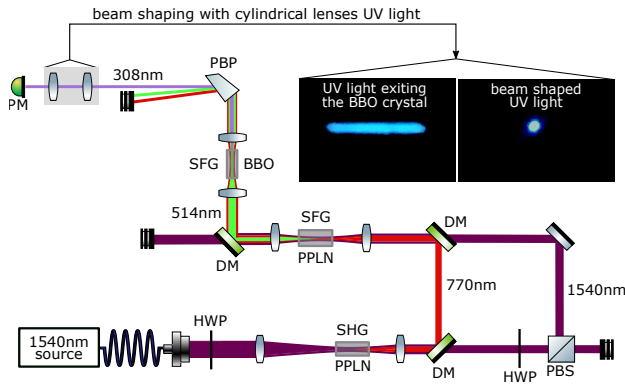 beam shaping with cylindrical lenses UV light
308nm
PBP
PM
UV light exiting
the BBO crystal
beam shaped
UV light
SFG
BBO
514nm
SFG
DM
DM
PPLN
770nm
1540nm
HWP
SHG
1540nm
source
PPLN
DM
HWP
PBS